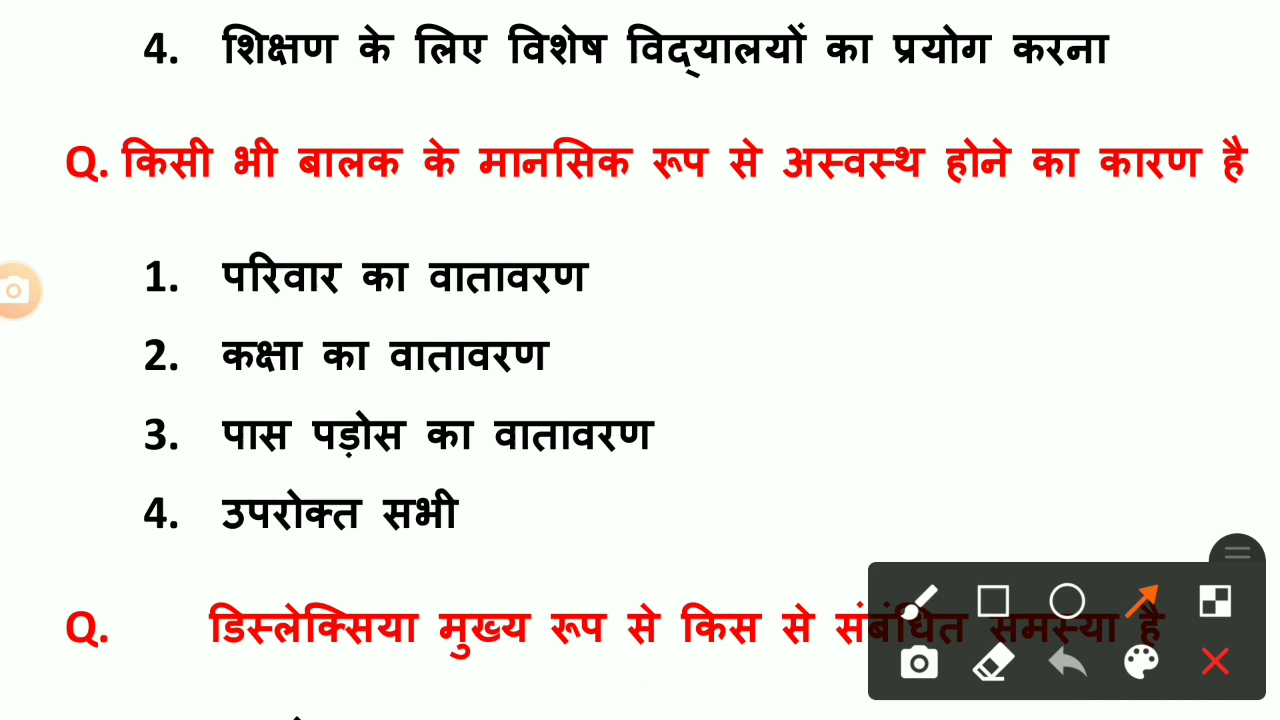 4. शिक्षण के लिए विशेष विद्यालयों का प्रयोग करना
Q. किसी भी बालक के मानसिक रूप से अस्वस्थ होने का कारण है
1. परिवार का वातावरण
2. कक्षा का वातावरण
3. पास पड़ोस का वातावरण
4. उपरोक्त सभी
Q. डिस्लेक्सिया मुख्य रूप से किस से संबंधित समस्या है